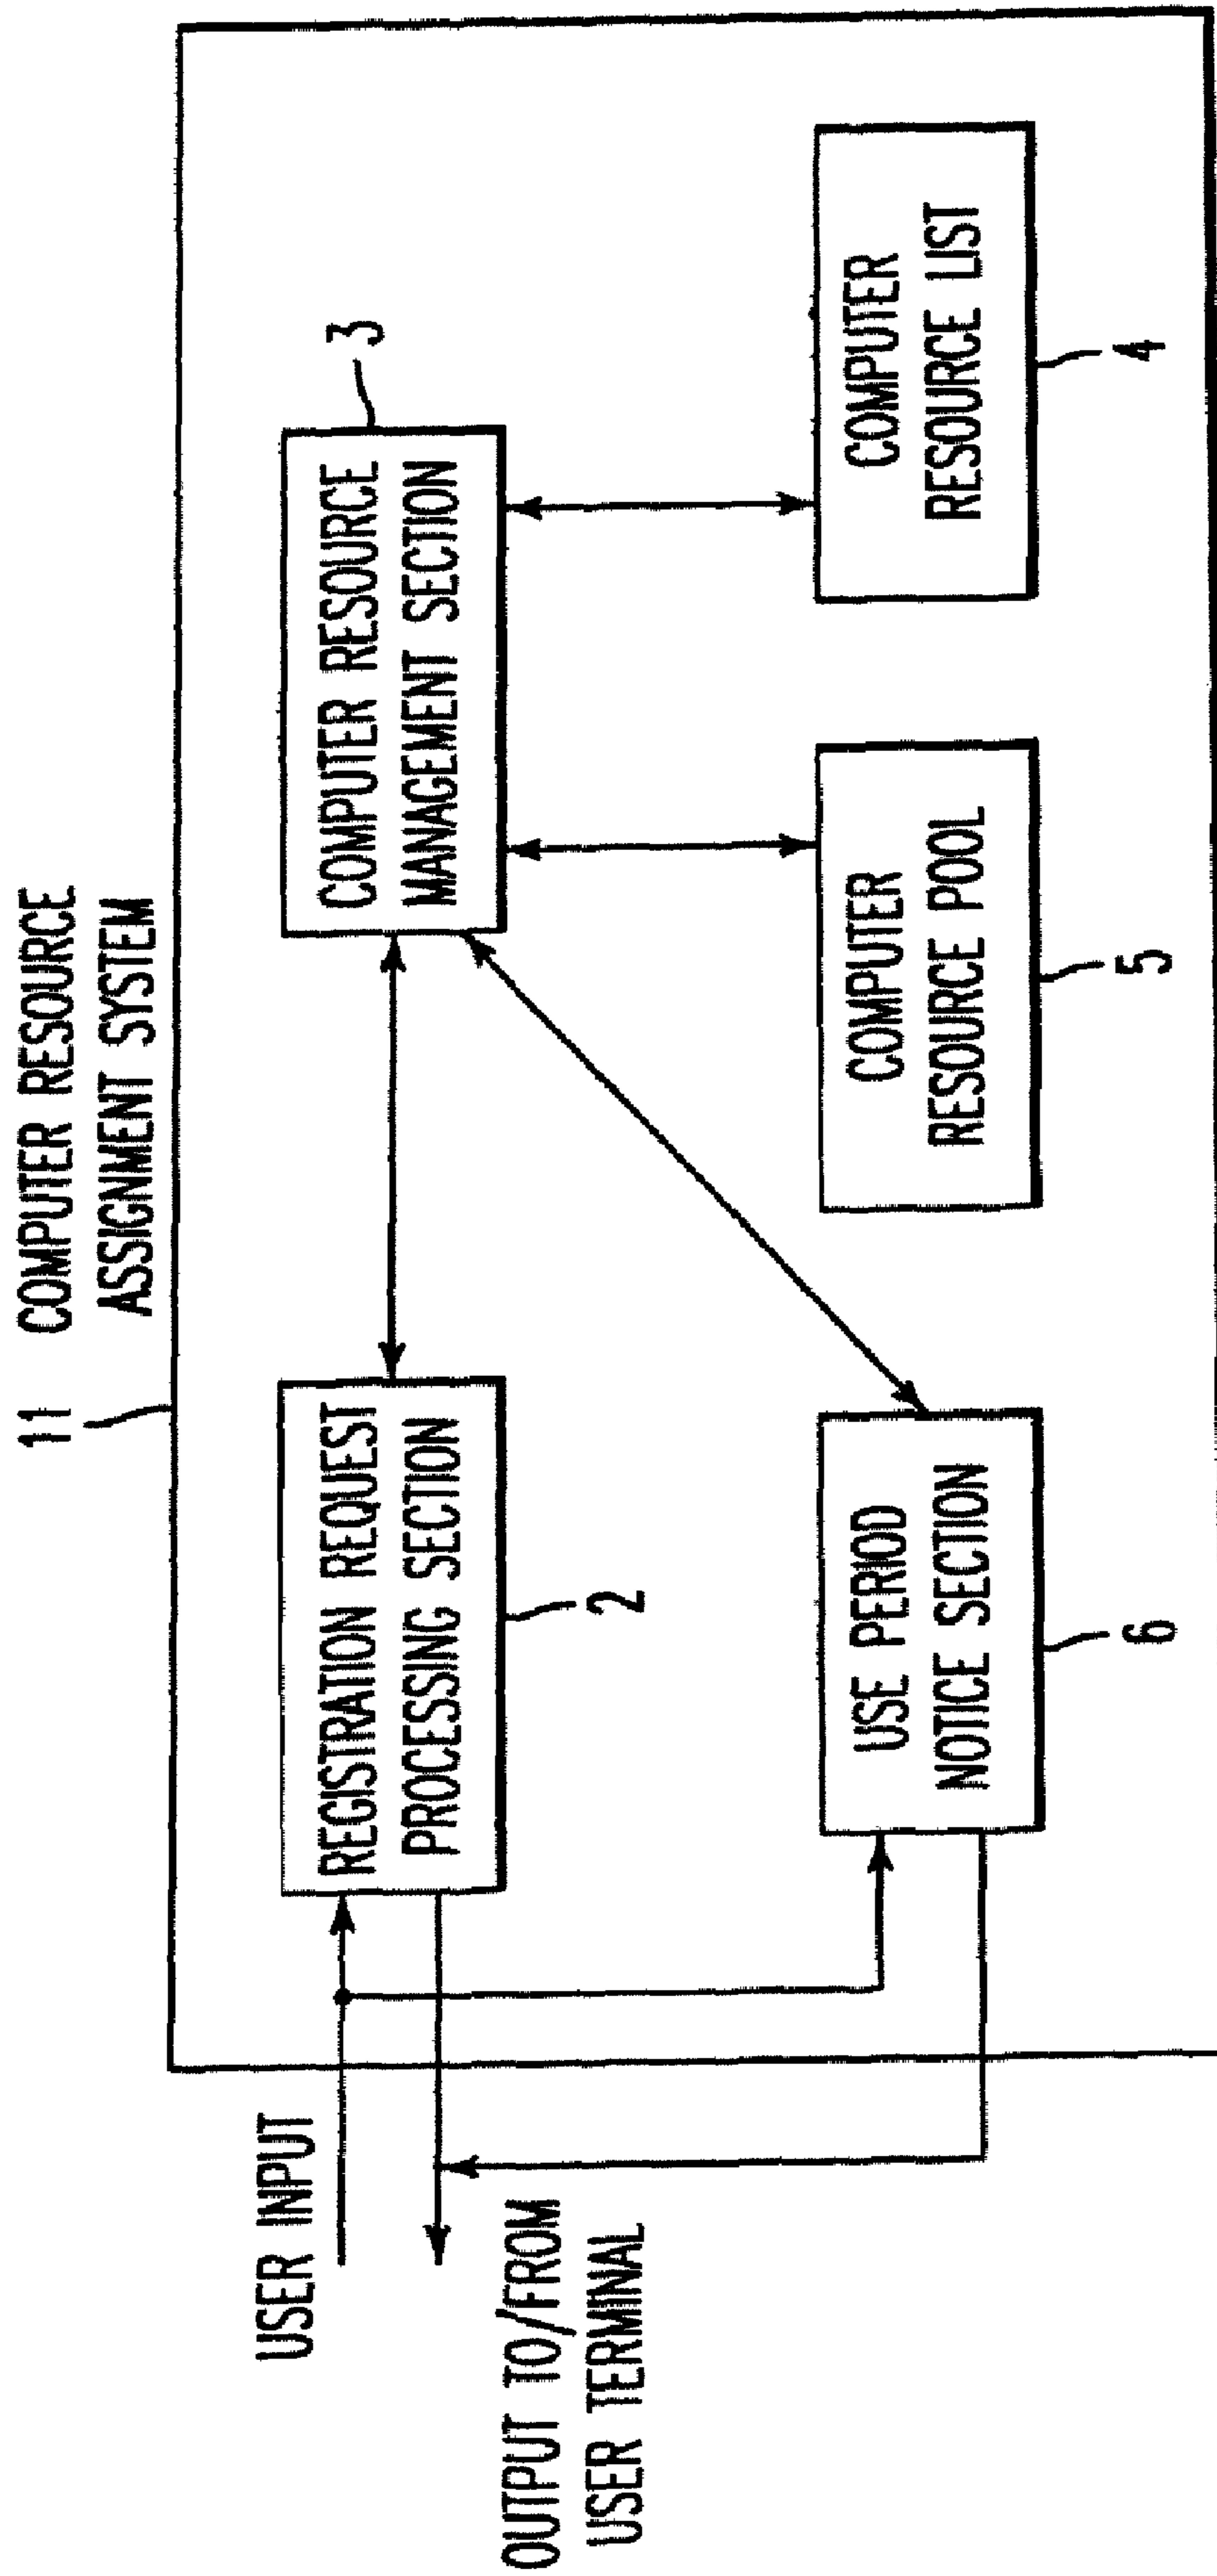 11 COMPUTER RESOURCE
ASSIGNMENT SYSTEM
USER INPUT
OUTPUT TO/FROM
USER TERMINAL
REGISTRATION REQUEST
PROCESSING SECTION
2
COMPUTER RESOURCE
MANAGEMENT SECTION
3
USE PERIOD
NOTICE SECTION
6
COMPUTER
RESOURCE POOL
5
COMPUTER
RESOURCE LIST
4